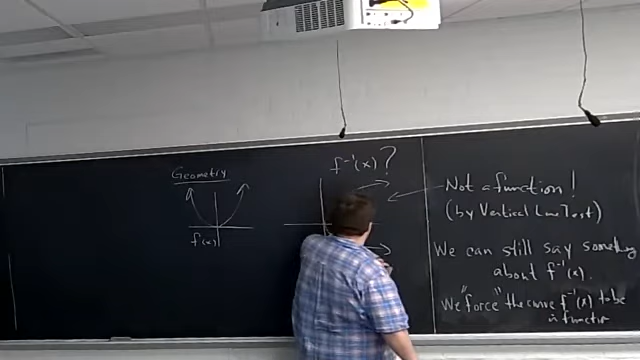 Geometry
f(x)
f⁻¹(x)?
Not a function!
(by Vertical Line Test)
We can still say something
about f⁻¹(x).
We "force" the curve f⁻¹(x) to be
a function